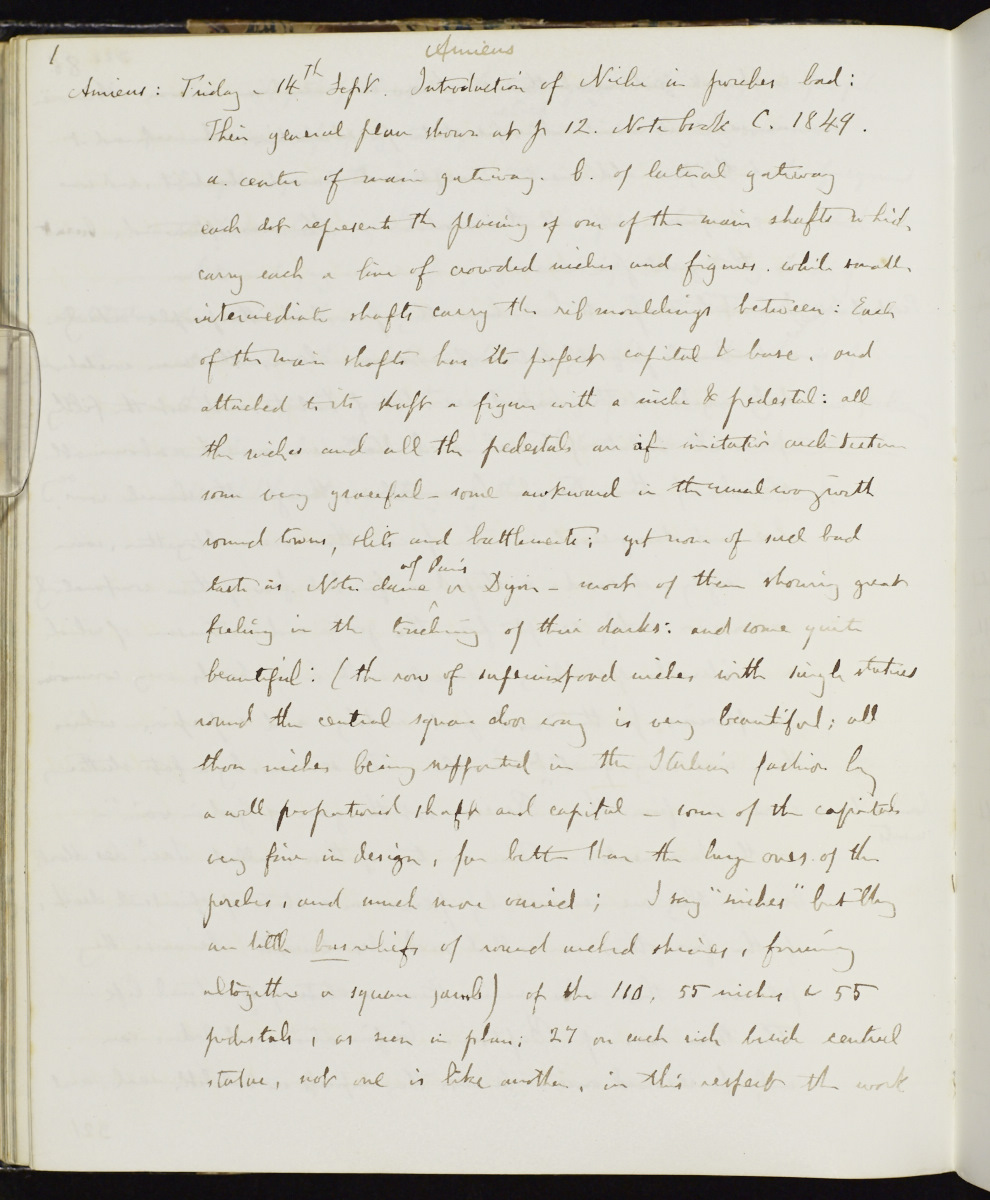 1
Amiens
Amiens: Friday - 14th Sept. Introduction of Niche in porches bad:
Their general plan shown at p 12. Note book C. 1849.
a. center of main gateway. b. of lateral gateway
each dot represents the placing of one of the main shafts which
carry each a line of crowded niches and figures. while smaller
intermediate shafts carry the rib mouldings between: Each
of the main shafts has its perfect capital & base, and
attached to its shaft a figure with a niche & pedestal: all
the niches and all the pedestals are of imitation architecture
some very graceful - some awkward in the usual way with
round towers, slits and battlements; yet none of such bad
of Paris
taste as Notre dame ^ or Dijon - most of them showing great
feeling in the touching of their darks: and some quite
beautiful: (the row of superimposed niches with single statues
round the central square door way is very beautiful; all
those niches being supported in the Italian fashion by
a well proportioned shaft and capital - some of the capitals
very fine in design, far better than the large ones of the
porches, and much more varied; I say "niches" but they
are little bas reliefs of round arched shrines, forming
altogether a square jamb) of the 110, 55 niches & 55
pedestals, as seen in plan; 27 on each side beside central
statue, not one is like another, in this respect the work